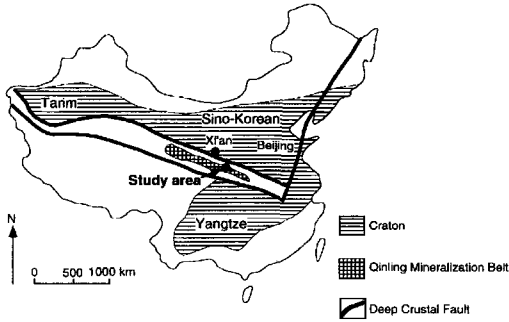 Tarim
Sino-Korean
Xi'an
Beijing
Study area
Yangtze
N
0 500 1000 km
Craton
Qinling Mineralization Belt
Deep Crustal Fault